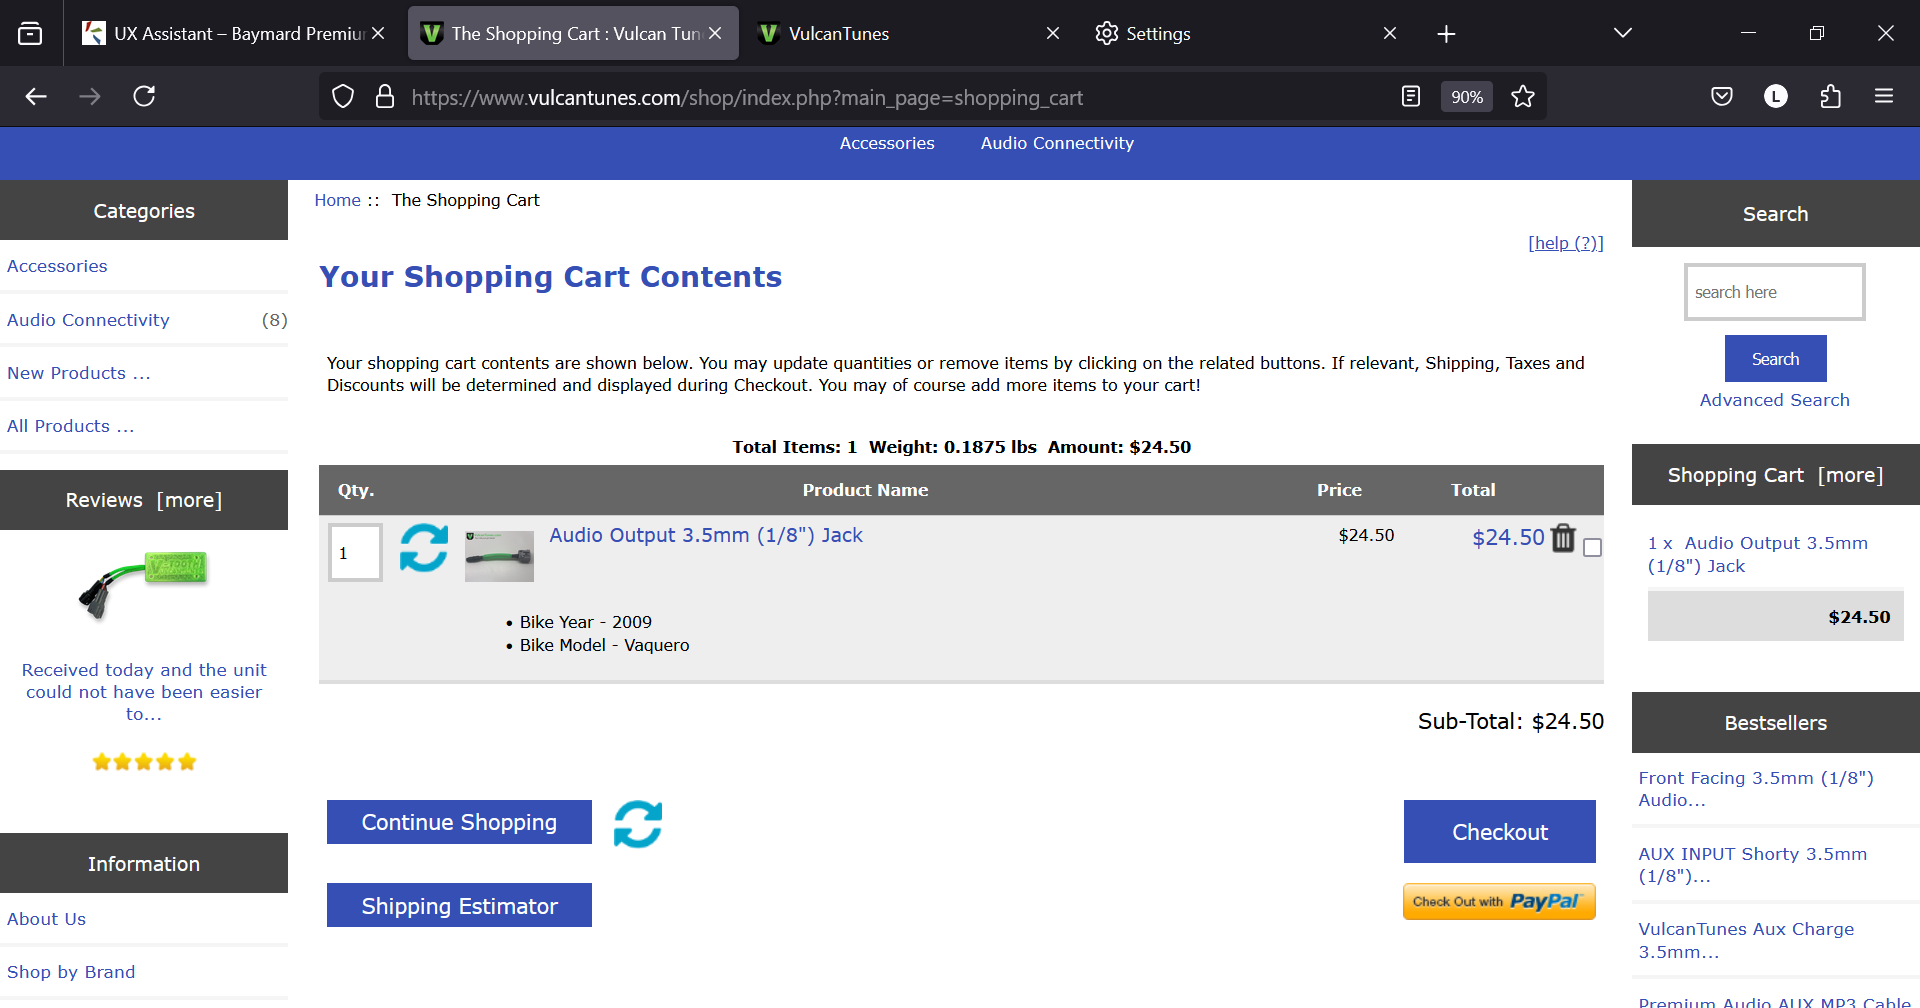 UX Assistant – Baymard Premiu
The Shopping Cart : Vulcan Tun
VulcanTunes
Settings
https://www.vulcantunes.com/shop/index.php?main_page=shopping_cart
90%
L
Accessories
Audio Connectivity
Categories
Accessories
Audio Connectivity (8)
New Products ...
All Products ...
Reviews [more]
Received today and the unit
could not have been easier
to...
Information
About Us
Shop by Brand
Home :: The Shopping Cart
[help (?)]
Your Shopping Cart Contents
Your shopping cart contents are shown below. You may update quantities or remove items by clicking on the related buttons. If relevant, Shipping, Taxes and
Discounts will be determined and displayed during Checkout. You may of course add more items to your cart!
Total Items: 1 Weight: 0.1875 lbs Amount: $24.50
Qty. Product Name Price Total
1 Audio Output 3.5mm (1/8") Jack $24.50 $24.50
• Bike Year - 2009
• Bike Model - Vaquero
Sub-Total: $24.50
Continue Shopping
Checkout
Shipping Estimator
Check Out with PayPal
Search
search here
Search
Advanced Search
Shopping Cart [more]
1 x Audio Output 3.5mm
(1/8") Jack
$24.50
Bestsellers
Front Facing 3.5mm (1/8")
Audio...
AUX INPUT Shorty 3.5mm
(1/8")...
VulcanTunes Aux Charge
3.5mm...
Premium Audio AUX MP3 Cable